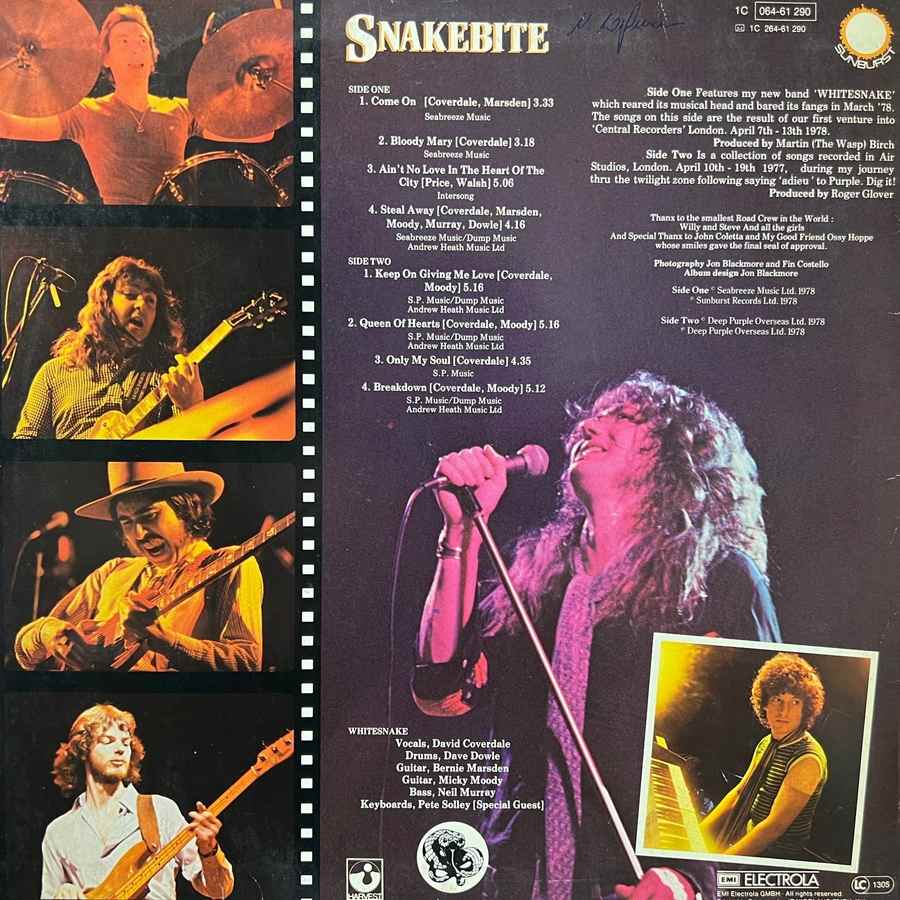 SNAKEBITE
1C 064-61 290
1C 264-61 290
SUNBURST
SIDE ONE
1. Come On [Coverdale, Marsden] 3.33
Seabreeze Music
2. Bloody Mary [Coverdale] 3.18
Seabreeze Music
3. Ain't No Love In The Heart Of The
City [Price, Walsh] 5.06
Intersong
4. Steal Away [Coverdale, Marsden,
Moody, Murray, Dowle] 4.16
Seabreeze Music/Dump Music
Andrew Heath Music Ltd
SIDE TWO
1. Keep On Giving Me Love [Coverdale,
Moody] 5.16
S.P. Music/Dump Music
Andrew Heath Music Ltd
2. Queen Of Hearts [Coverdale, Moody] 5.16
S.P. Music/Dump Music
Andrew Heath Music Ltd
3. Only My Soul [Coverdale] 4.35
S.P. Music
4. Breakdown [Coverdale, Moody] 5.12
S.P. Music/Dump Music
Andrew Heath Music Ltd
Side One Features my new band 'WHITESNAKE'
which reared its musical head and bared its fangs in March '78.
The songs on this side are the result of our first venture into
'Central Recorders' London. April 7th - 13th 1978.
Produced by Martin (The Wasp) Birch
Side Two Is a collection of songs recorded in Air
Studios, London. April 10th - 19th 1977, during my journey
thru the twilight zone following saying 'adieu' to Purple. Dig it!
Produced by Roger Glover
Thanx to the smallest Road Crew in the World :
Willy and Steve And all the girls
And Special Thanx to John Coletta and My Good Friend Ossy Hoppe
whose smiles gave the final seal of approval.
Photography Jon Blackmore and Fin Costello
Album design Jon Blackmore
Side One © Seabreeze Music Ltd. 1978
℗ Sunburst Records Ltd. 1978
Side Two © Deep Purple Overseas Ltd. 1978
℗ Deep Purple Overseas Ltd. 1978
WHITESNAKE
Vocals, David Coverdale
Drums, Dave Dowle
Guitar, Bernie Marsden
Guitar, Micky Moody
Bass, Neil Murray
Keyboards, Pete Solley [Special Guest]
HARVEST
EMI ELECTROLA
EMI Electrola GMBH · All rights reserved.
LC 1305